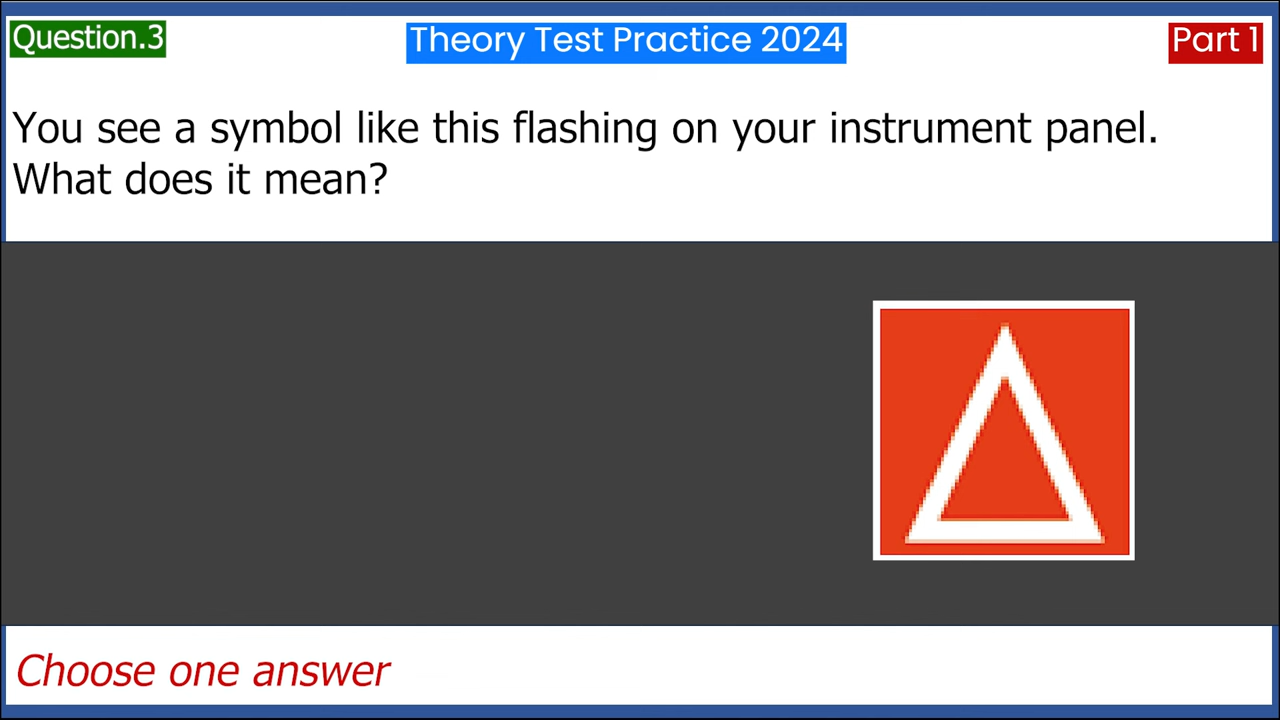 Question.3
Theory Test Practice 2024
Part 1
You see a symbol like this flashing on your instrument panel.
What does it mean?
Choose one answer